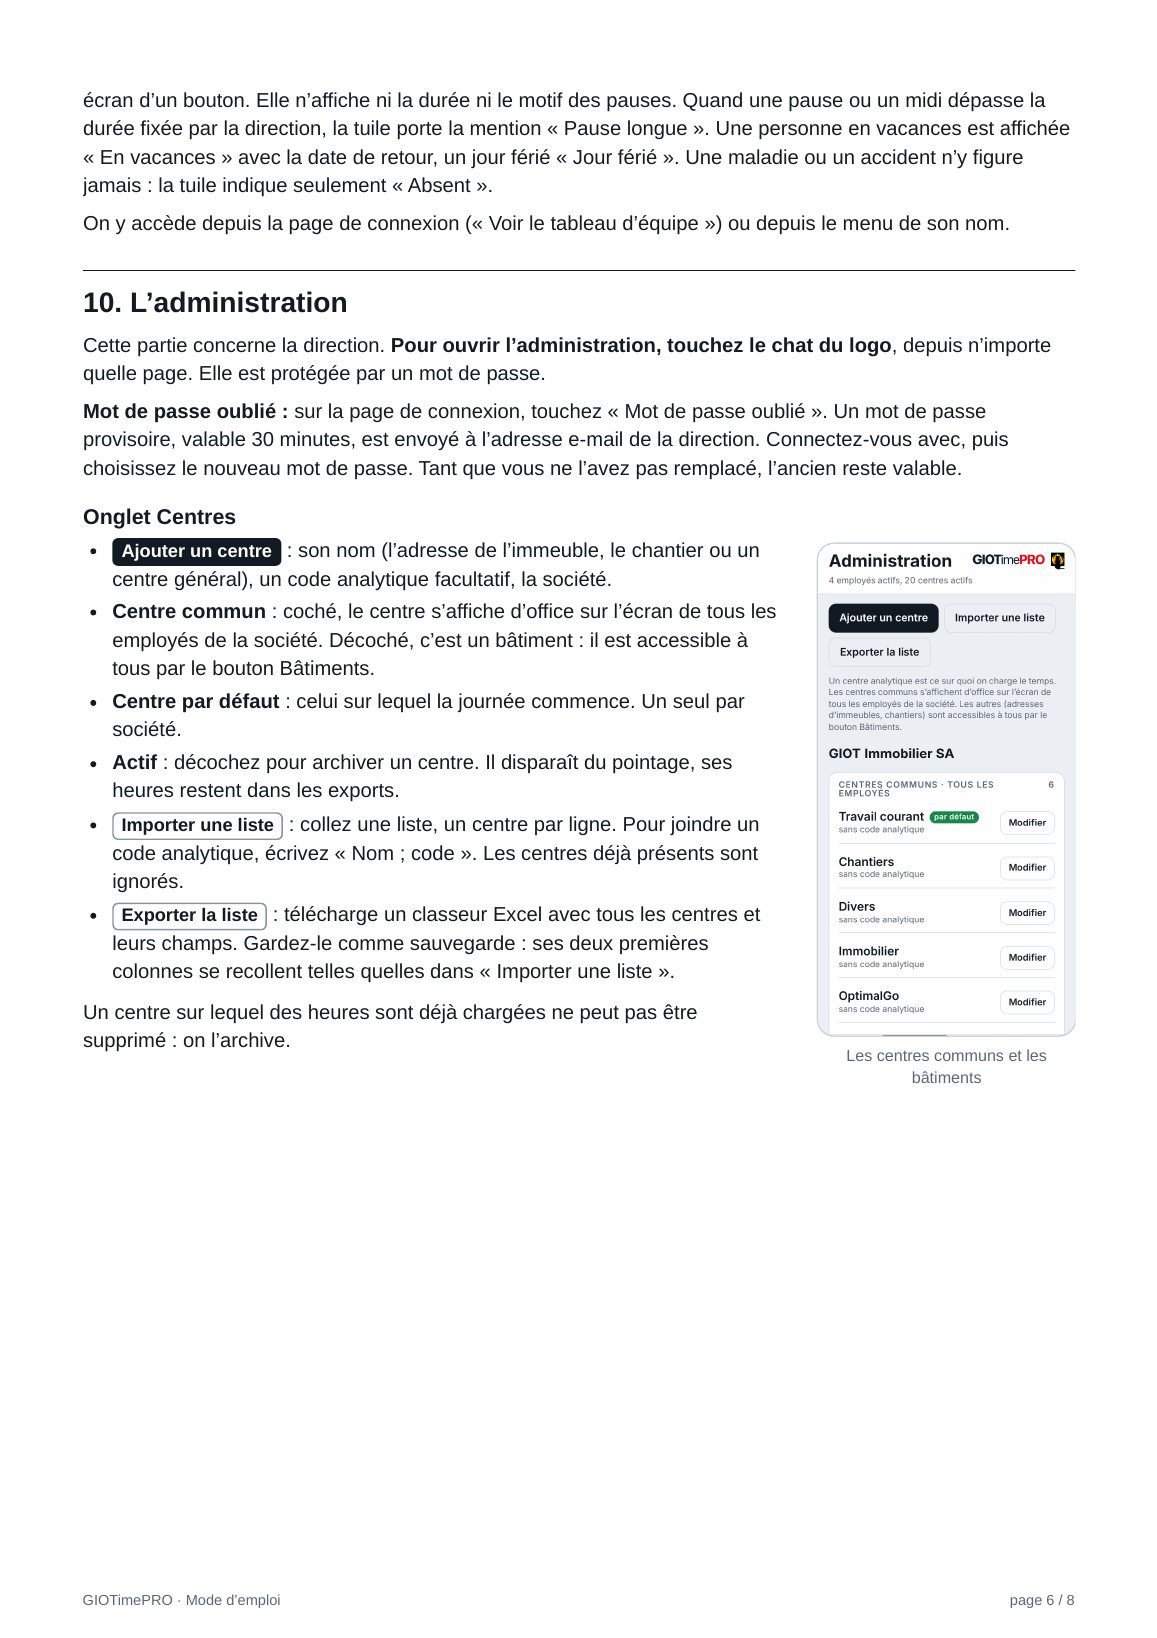 écran d’un bouton. Elle n’affiche ni la durée ni le motif des pauses. Quand une pause ou un midi dépasse la
durée fixée par la direction, la tuile porte la mention « Pause longue ». Une personne en vacances est affichée
« En vacances » avec la date de retour, un jour férié « Jour férié ». Une maladie ou un accident n’y figure
jamais : la tuile indique seulement « Absent ».
On y accède depuis la page de connexion (« Voir le tableau d’équipe ») ou depuis le menu de son nom.
10. L’administration
Cette partie concerne la direction. Pour ouvrir l’administration, touchez le chat du logo, depuis n’importe
quelle page. Elle est protégée par un mot de passe.
Mot de passe oublié : sur la page de connexion, touchez « Mot de passe oublié ». Un mot de passe
provisoire, valable 30 minutes, est envoyé à l’adresse e-mail de la direction. Connectez-vous avec, puis
choisissez le nouveau mot de passe. Tant que vous ne l’avez pas remplacé, l’ancien reste valable.
Onglet Centres
• Ajouter un centre : son nom (l’adresse de l’immeuble, le chantier ou un
centre général), un code analytique facultatif, la société.
• Centre commun : coché, le centre s’affiche d’office sur l’écran de tous les
employés de la société. Décoché, c’est un bâtiment : il est accessible à
tous par le bouton Bâtiments.
• Centre par défaut : celui sur lequel la journée commence. Un seul par
société.
• Actif : décochez pour archiver un centre. Il disparaît du pointage, ses
heures restent dans les exports.
• Importer une liste : collez une liste, un centre par ligne. Pour joindre un
code analytique, écrivez « Nom ; code ». Les centres déjà présents sont
ignorés.
• Exporter la liste : télécharge un classeur Excel avec tous les centres et
leurs champs. Gardez-le comme sauvegarde : ses deux premières
colonnes se recollent telles quelles dans « Importer une liste ».
Un centre sur lequel des heures sont déjà chargées ne peut pas être
supprimé : on l’archive.
Administration GIOTimePRO
4 employés actifs, 20 centres actifs
Ajouter un centre Importer une liste
Exporter la liste
Un centre analytique est ce sur quoi on charge le temps.
Les centres communs s’affichent d’office sur l’écran de
tous les employés de la société. Les autres (adresses
d’immeubles, chantiers) sont accessibles à tous par le
bouton Bâtiments.
GIOT Immobilier SA
CENTRES COMMUNS · TOUS LES 6
EMPLOYÉS
Travail courant par défaut Modifier
sans code analytique
Chantiers Modifier
sans code analytique
Divers Modifier
sans code analytique
Immobilier Modifier
sans code analytique
OptimalGo Modifier
sans code analytique
Les centres communs et les
bâtiments
GIOTimePRO · Mode d’emploi page 6 / 8